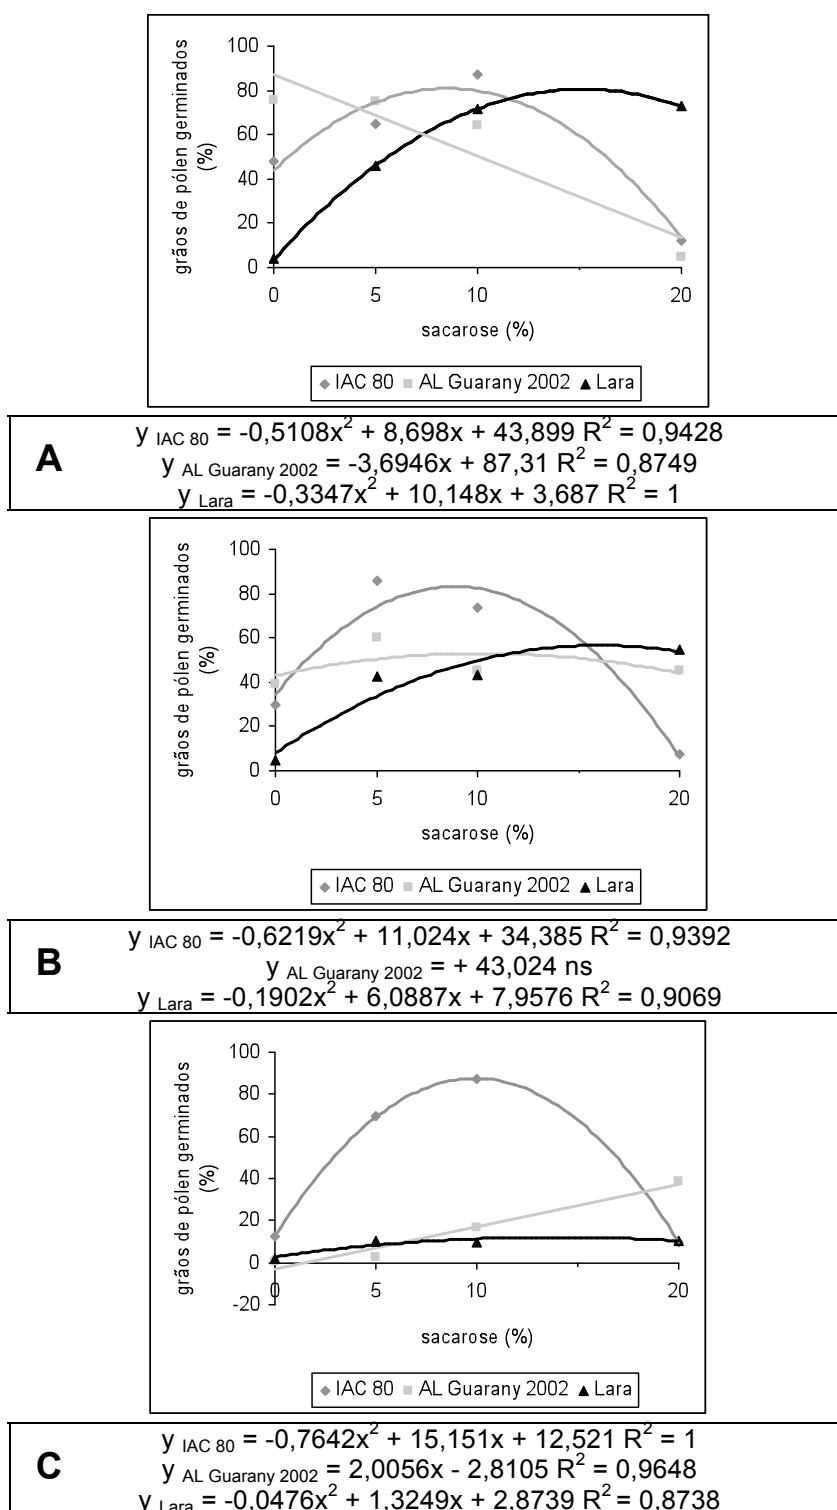 100
80
60
40
20
0
grãos de pólen germinados
(%)
0 5 10 20
sacarose (%)
IAC 80 AL Guarany 2002 Lara
A
y IAC 80 = -0,5108x² + 8,698x + 43,899 R² = 0,9428
y AL Guarany 2002 = -3,6946x + 87,31 R² = 0,8749
y Lara = -0,3347x² + 10,148x + 3,687 R² = 1
100
80
60
40
20
0
grãos de pólen germinados
(%)
0 5 10 20
sacarose (%)
IAC 80 AL Guarany 2002 Lara
B
y IAC 80 = -0,6219x² + 11,024x + 34,385 R² = 0,9392
y AL Guarany 2002 = + 43,024 ns
y Lara = -0,1902x² + 6,0887x + 7,9576 R² = 0,9069
100
80
60
40
20
0
-20
grãos de pólen germinados
(%)
0 5 10 20
sacarose (%)
IAC 80 AL Guarany 2002 Lara
C
y IAC 80 = -0,7642x² + 15,151x + 12,521 R² = 1
y AL Guarany 2002 = 2,0056x - 2,8105 R² = 0,9648
y Lara = -0,0476x² + 1,3249x + 2,8739 R² = 0,8738